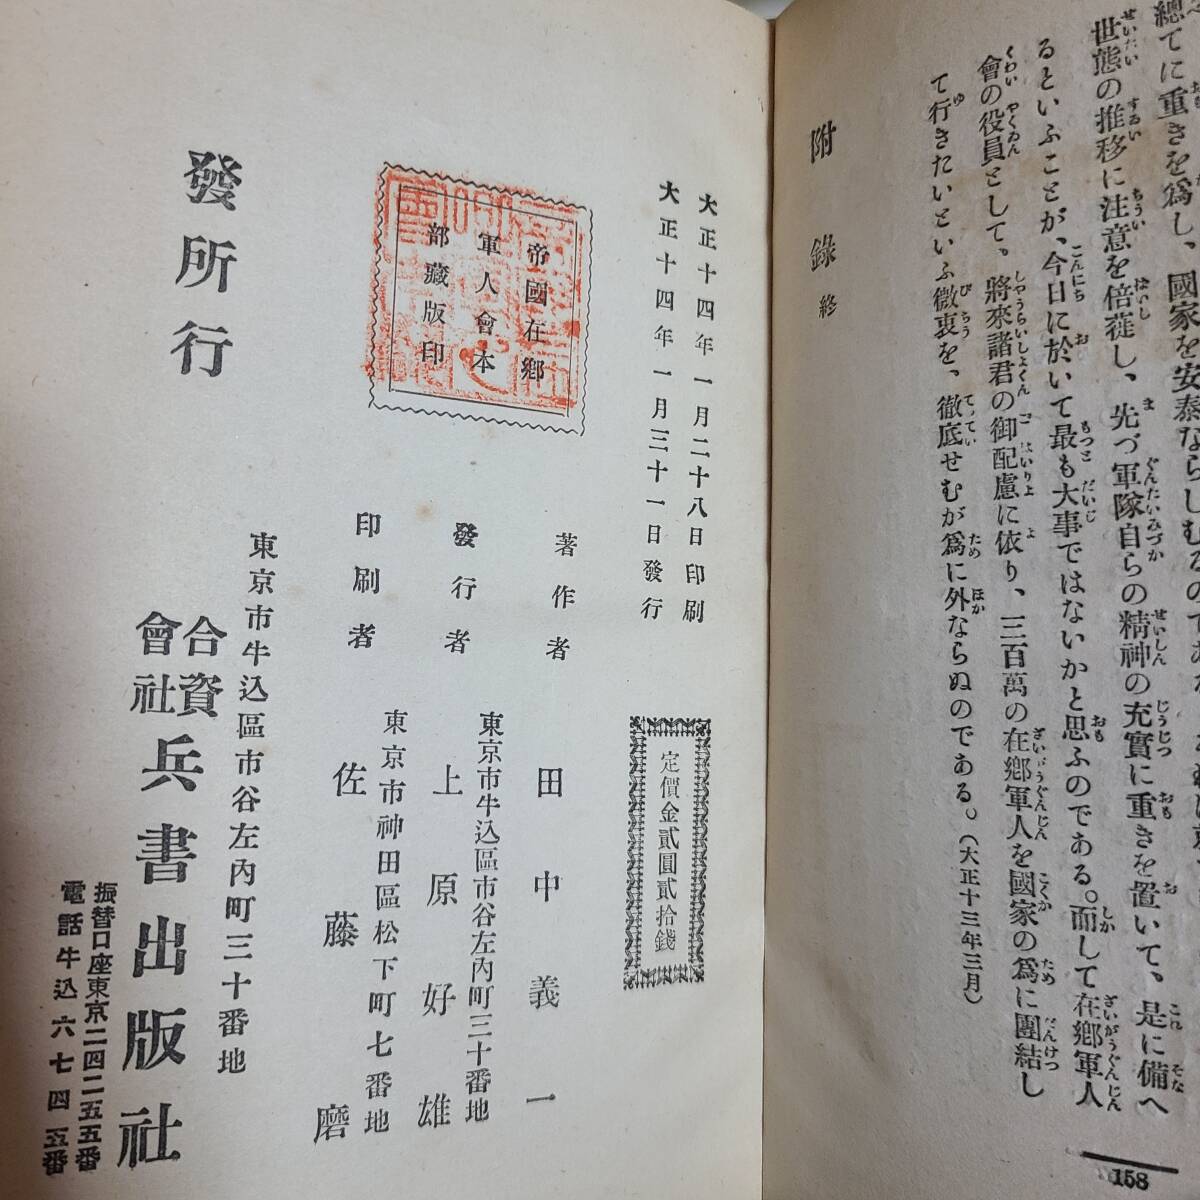 總てに重きを爲し、國家を安泰ならしむるのであ
世態の推移に注意を倍蓰し、先づ軍隊自らの精神の充實に重きを置いて、是に備へ
るといふことが、今日に於いて最も大事ではないかと思ふのである。而して在鄉軍人
會の役員として、將來諸君の御配慮に依り、三百萬の在鄉軍人を國家の爲に團結し
て行きたいといふ微衷を、徹底せむが爲に外ならぬのである。(大正十三年三月)
附錄 終
158
大正十四年一月二十八日印刷
大正十四年一月三十一日發行
定價金貳圓貳拾錢
帝國在鄉
軍人會本
部藏版印
著作者 田中義一
東京市牛込區市谷左內町三十番地
發行者 上原好雄
東京市神田區松下町七番地
印刷者 佐藤磨
發行所
東京市牛込區市谷左內町三十番地
合資會社 兵書出版社
振替口座東京二四二五五番
電話牛込六七四五番